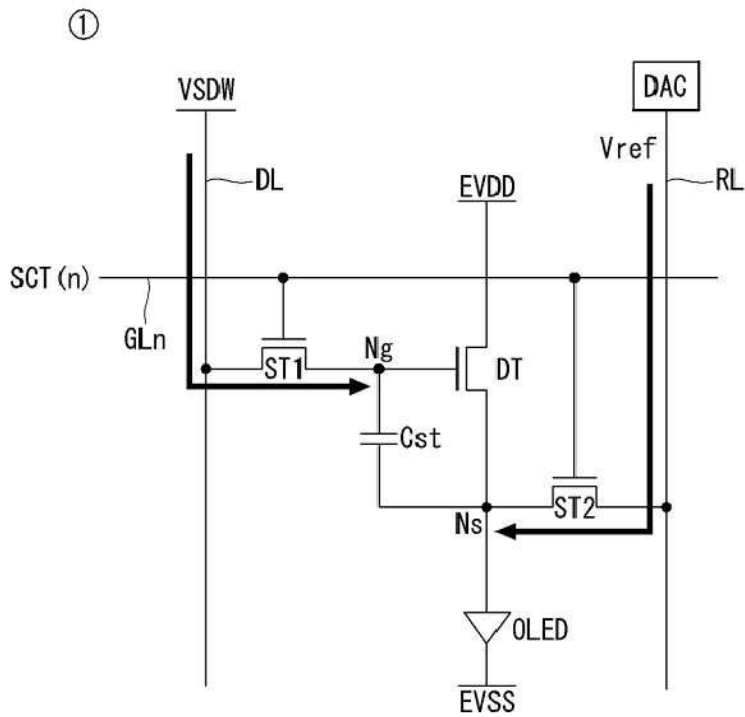 ①
VSDW
DAC
Vref
DL
RL
EVDD
SCT(n)
GLn
ST1
Ng
DT
Cst
ST2
Ns
OLED
EVSS